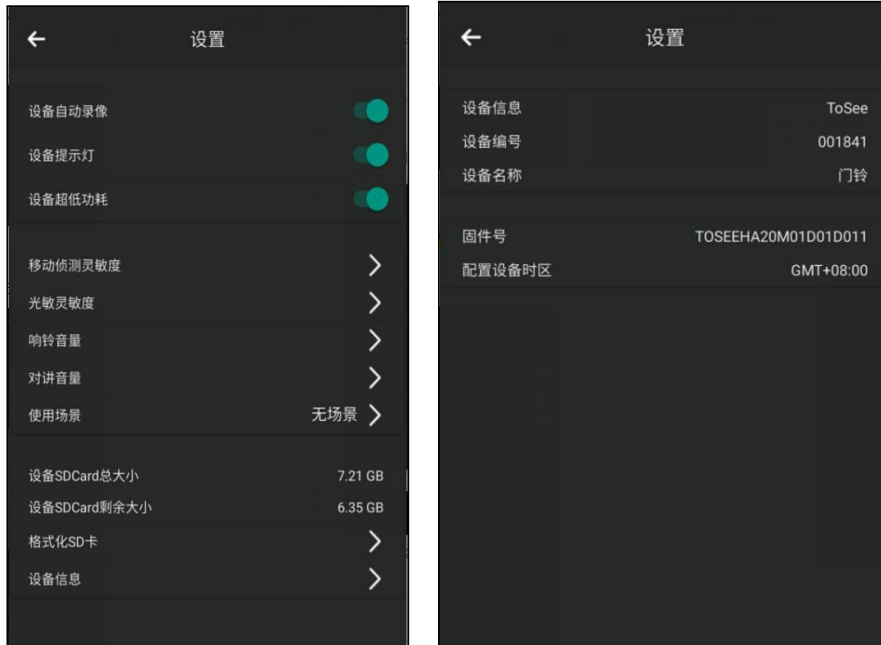 设置
设备自动录像
设备提示灯
设备超低功耗
移动侦测灵敏度
光敏灵敏度
响铃音量
对讲音量
使用场景 无场景
设备SDCard总大小 7.21 GB
设备SDCard剩余大小 6.35 GB
格式化SD卡
设备信息
设置
设备信息 ToSee
设备编号 001841
设备名称 门铃
固件号 TOSEEHA20M01D01D011
配置设备时区 GMT+08:00